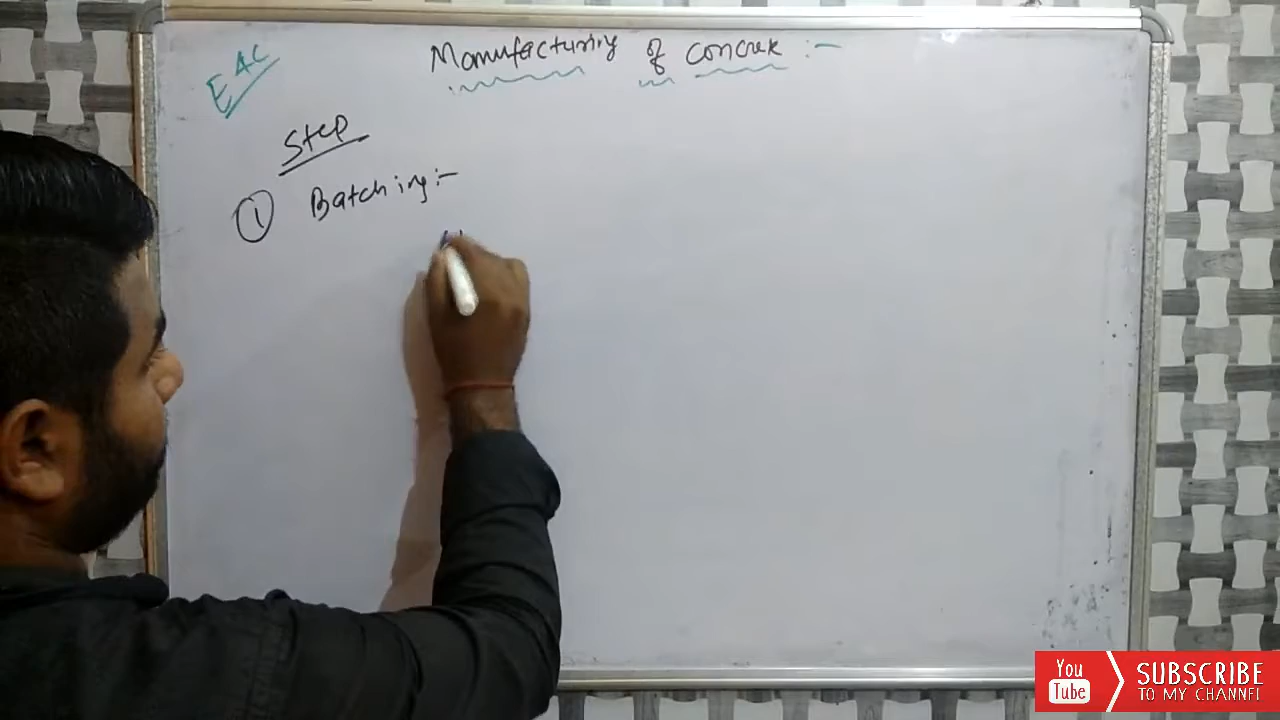 Manufacturing of concrete :-
EAC
Step
① Batching :-
You
Tube
SUBSCRIBE
TO MY CHANNEL